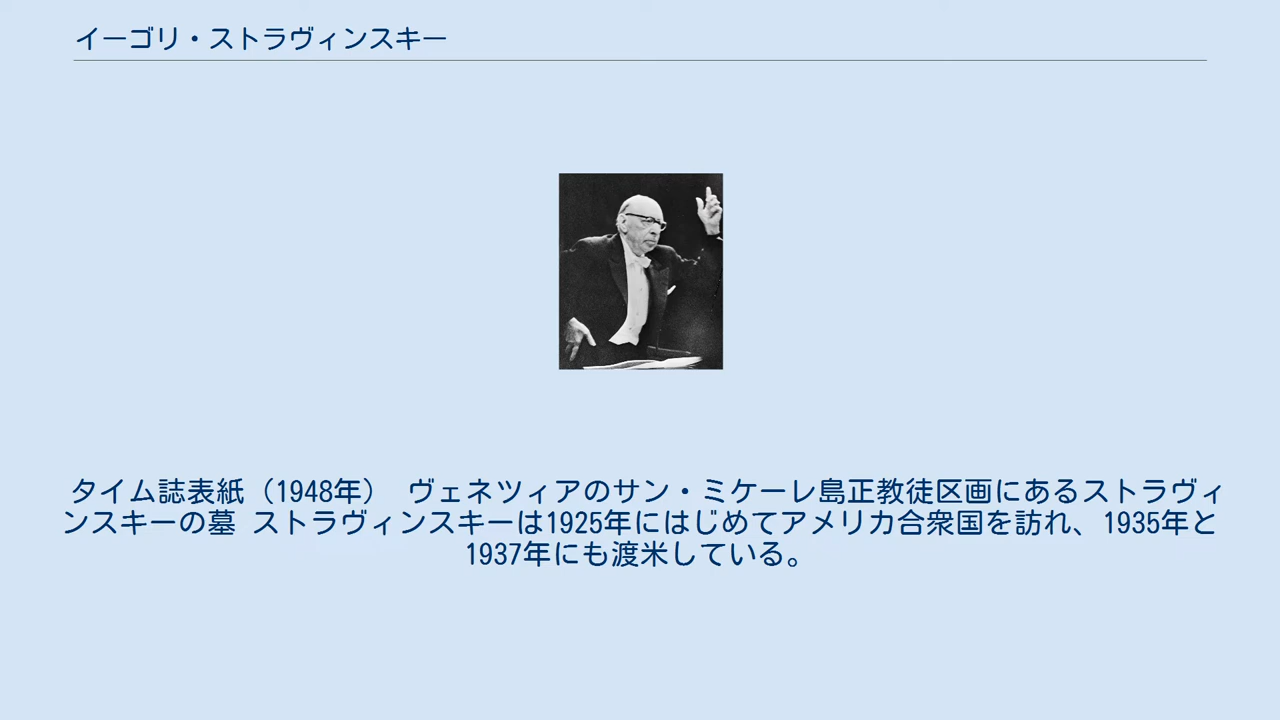 イーゴリ・ストラヴィンスキー
タイム誌表紙（1948年） ヴェネツィアのサン・ミケーレ島正教徒区画にあるストラヴィ
ンスキーの墓 ストラヴィンスキーは1925年にはじめてアメリカ合衆国を訪れ、1935年と
1937年にも渡米している。